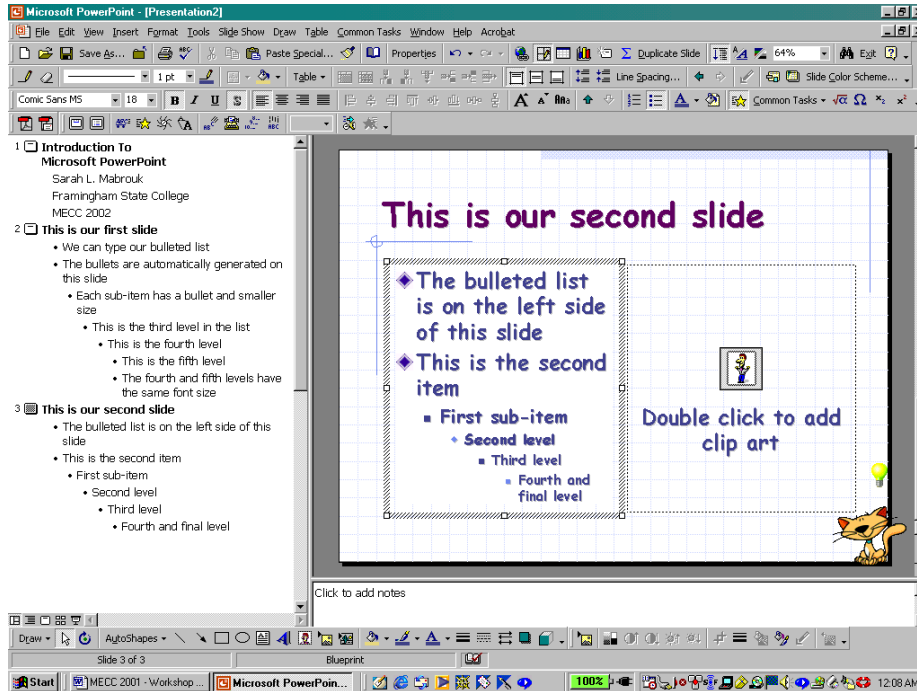 Microsoft PowerPoint - [Presentation2]
File Edit View Insert Format Tools Slide Show Draw Table Common Tasks Window Help Acrobat
Save As... Paste Special... Properties Duplicate Slide 64% Exit
1 pt Table Line Spacing... Slide Color Scheme...
Comic Sans MS 18 B I U S Common Tasks
1 Introduction To
Microsoft PowerPoint
Sarah L. Mabrouk
Framingham State College
MECC 2002
2 This is our first slide
• We can type our bulleted list
• The bullets are automatically generated on
this slide
• Each sub-item has a bullet and smaller
size
• This is the third level in the list
• This is the fourth level
• This is the fifth level
• The fourth and fifth levels have
the same font size
3 This is our second slide
• The bulleted list is on the left side of this
slide
• This is the second item
• First sub-item
• Second level
• Third level
• Fourth and final level
This is our second slide
The bulleted list
is on the left side
of this slide
This is the second
item
First sub-item
Second level
Third level
Fourth and
final level
Double click to add
clip art
Click to add notes
Draw AutoShapes
Slide 3 of 3 Blueprint
Start MECC 2001 - Workshop ... Microsoft PowerPoin... 100% 12:08 AM